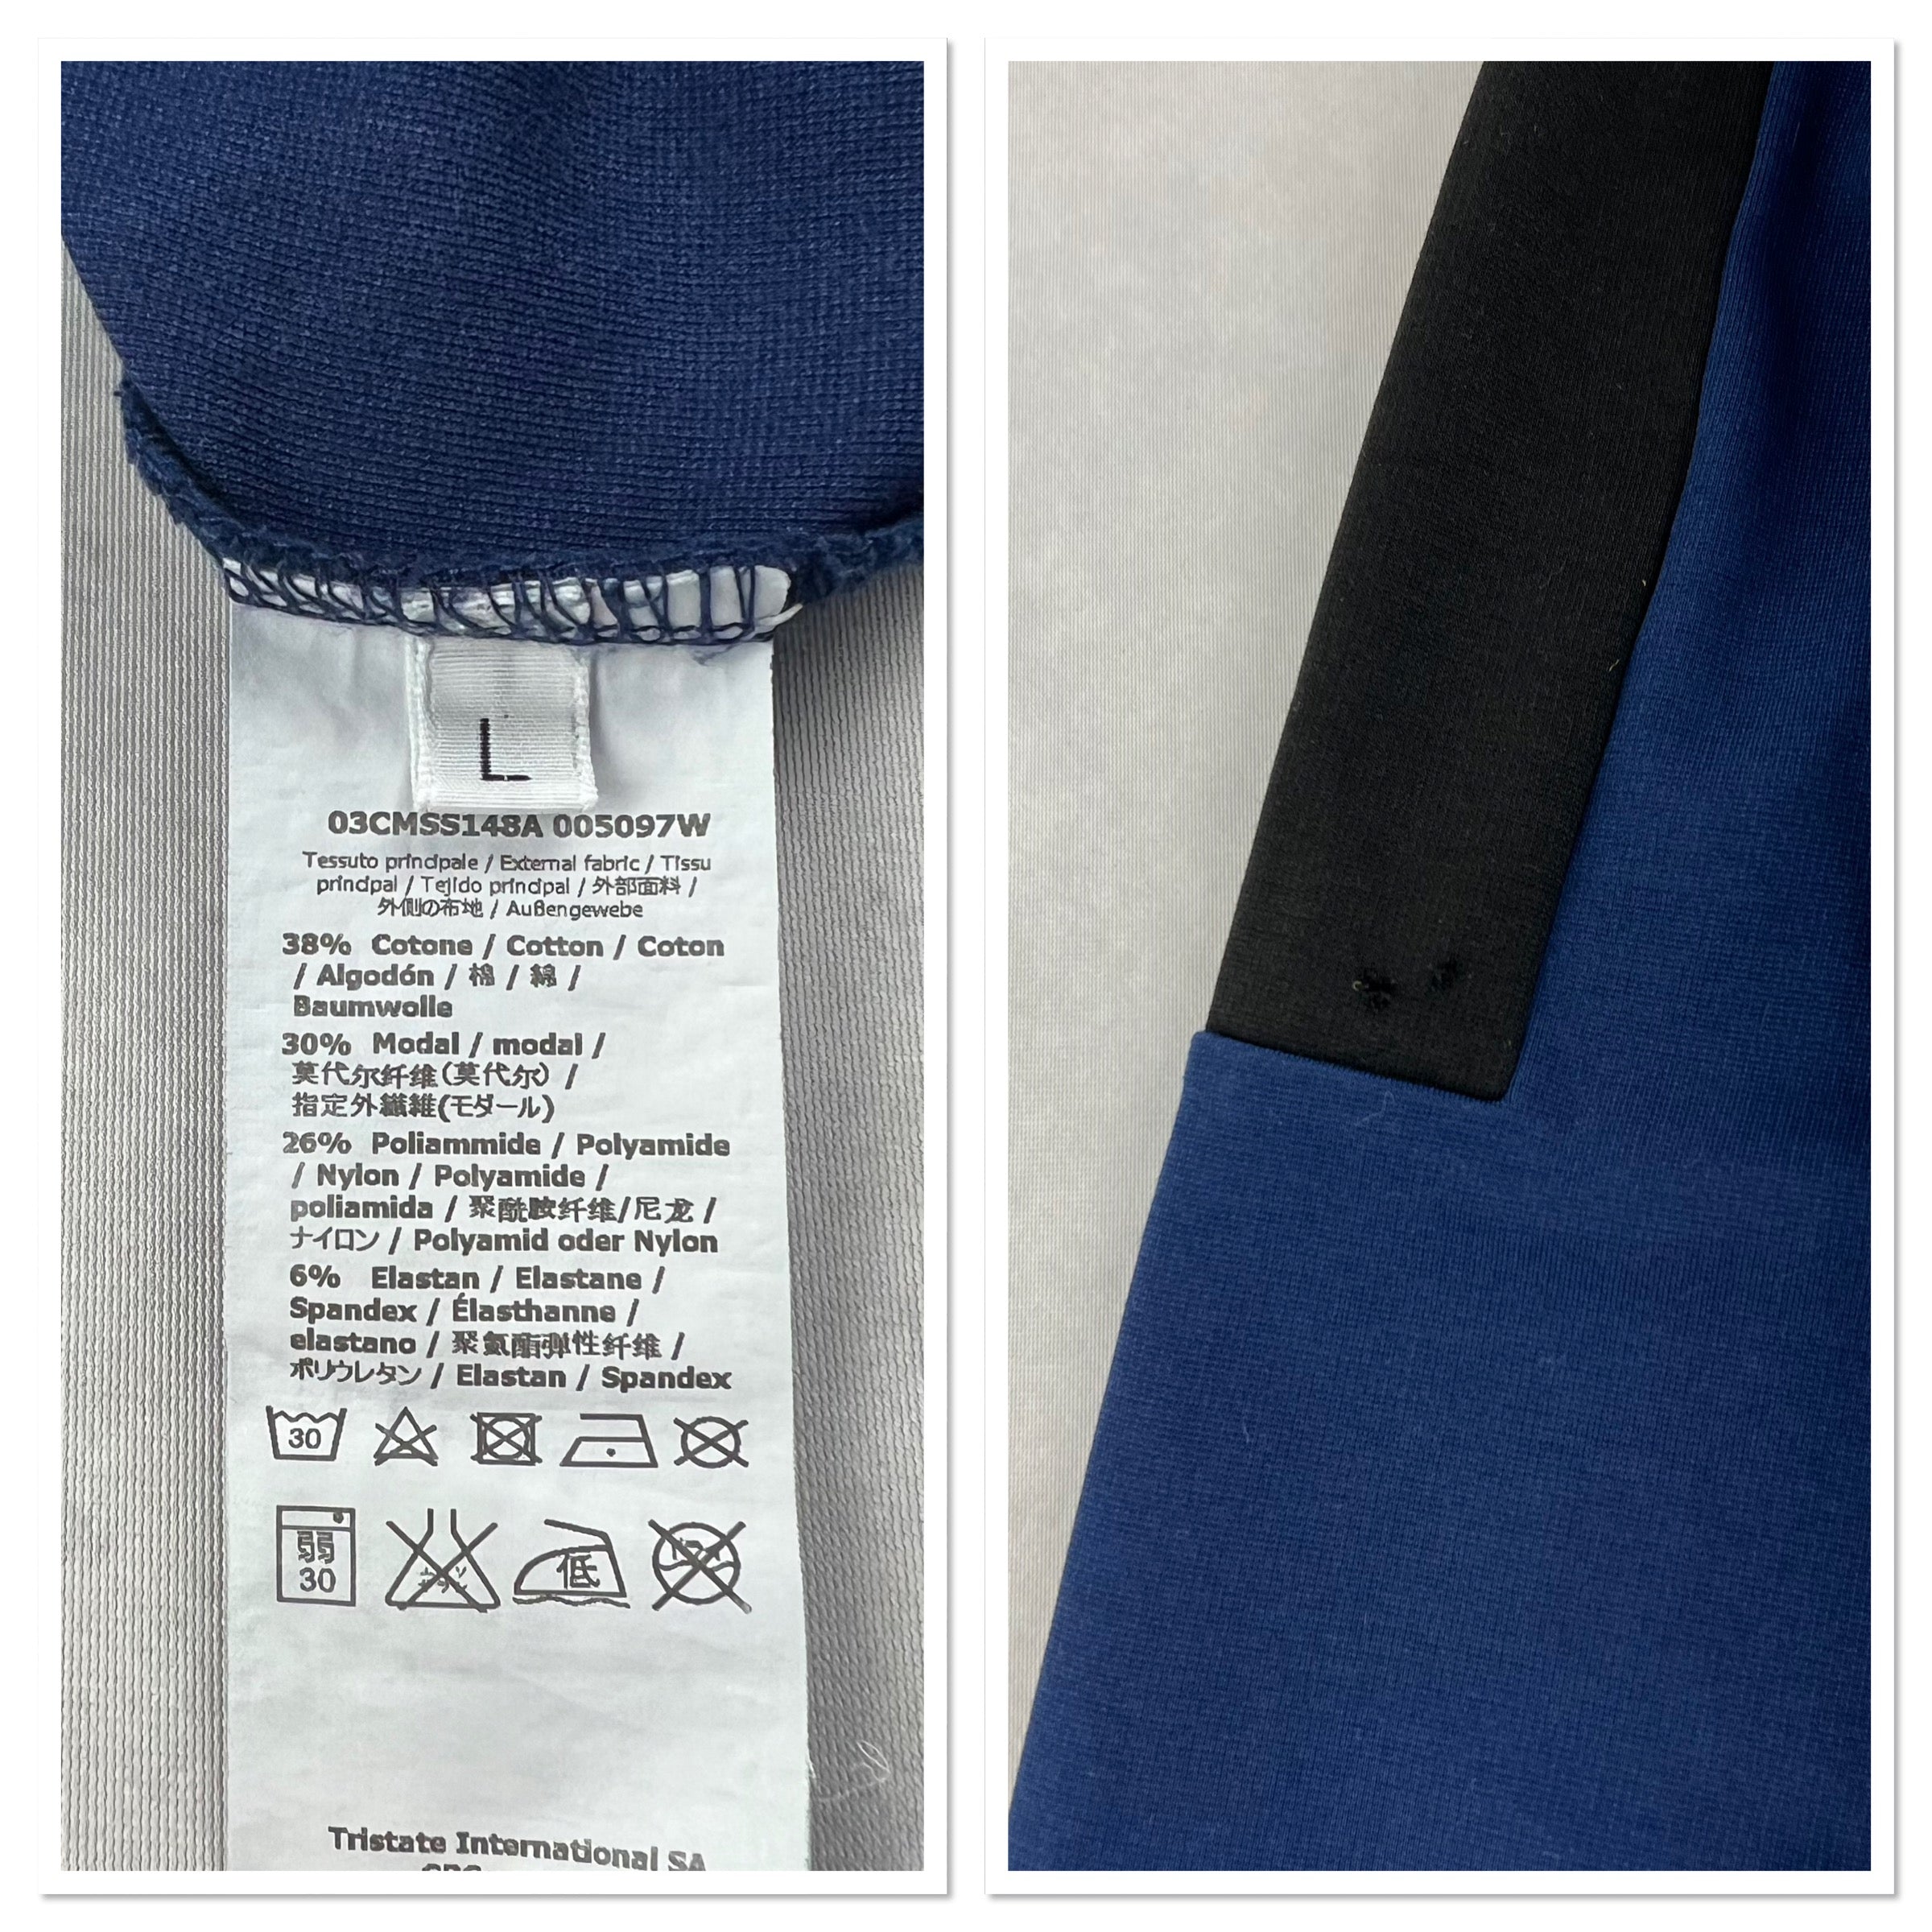 L
03CMSS148A 005097W
Tessuto principale / External fabric / Tissu
principal / Tejido principal / 外部面料 /
外側の布地 / Außengewebe
38% Cotone / Cotton / Coton
/ Algodón / 棉 / 綿 /
Baumwolle
30% Modal / modal /
莫代尔纤维(莫代尔) /
指定外繊維(モダール)
26% Poliammide / Polyamide
/ Nylon / Polyamide /
poliamida / 聚酰胺纤维/尼龙 /
ナイロン / Polyamid oder Nylon
6% Elastan / Elastane /
Spandex / Élasthanne /
elastano / 聚氨酯弹性纤维 /
ポリウレタン / Elastan / Spandex
30
弱
30
低
Tristate International SA